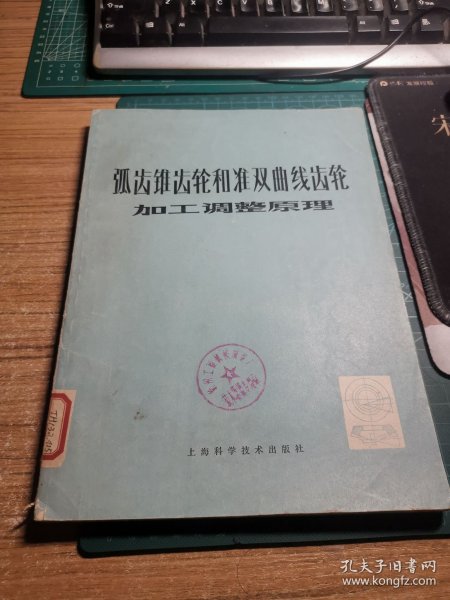 弧齿锥齿轮和准双曲线齿轮
加工调整原理
上海科学技术出版社
孔夫子旧书网
www.kongfz.com